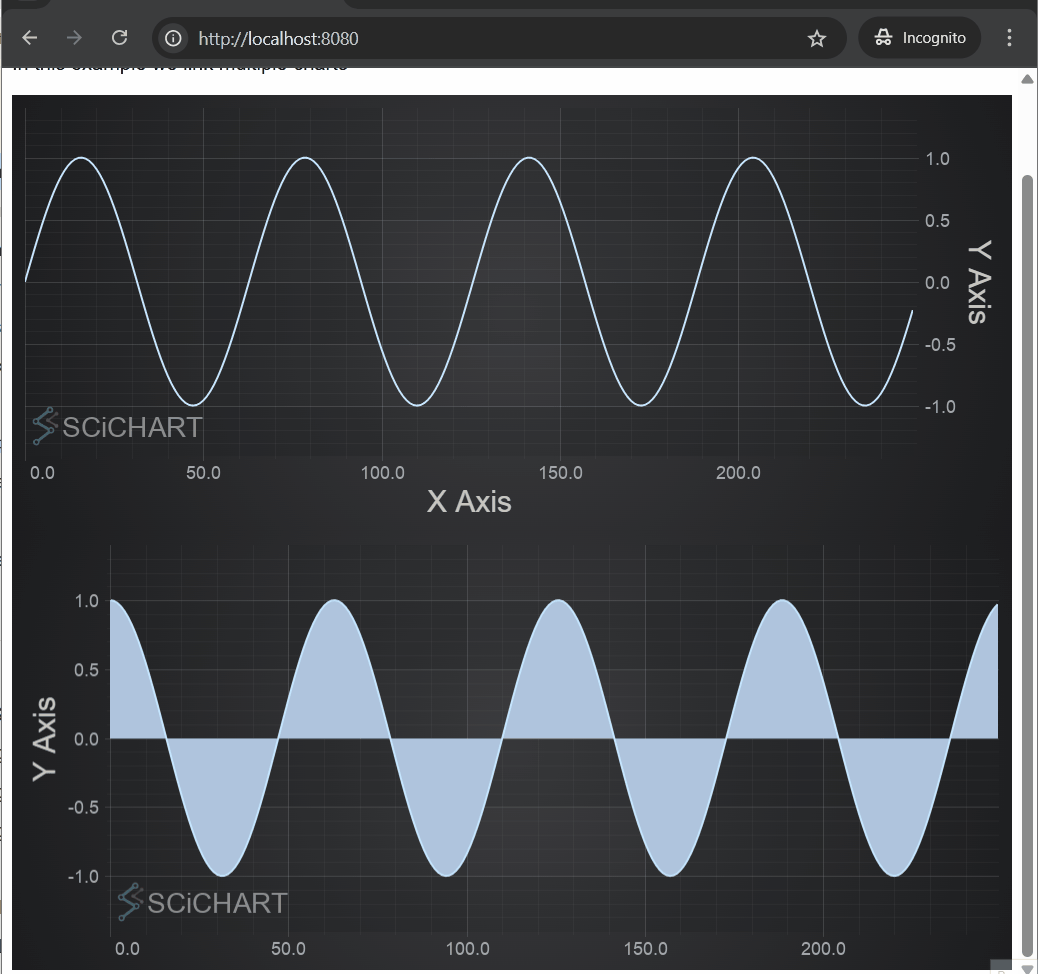 http://localhost:8080
Incognito
In this example we link multiple charts
1.0
0.5
0.0
-0.5
-1.0
Y Axis
SCiCHART
0.0 50.0 100.0 150.0 200.0
X Axis
1.0
0.5
0.0
-0.5
-1.0
Y Axis
SCiCHART
0.0 50.0 100.0 150.0 200.0